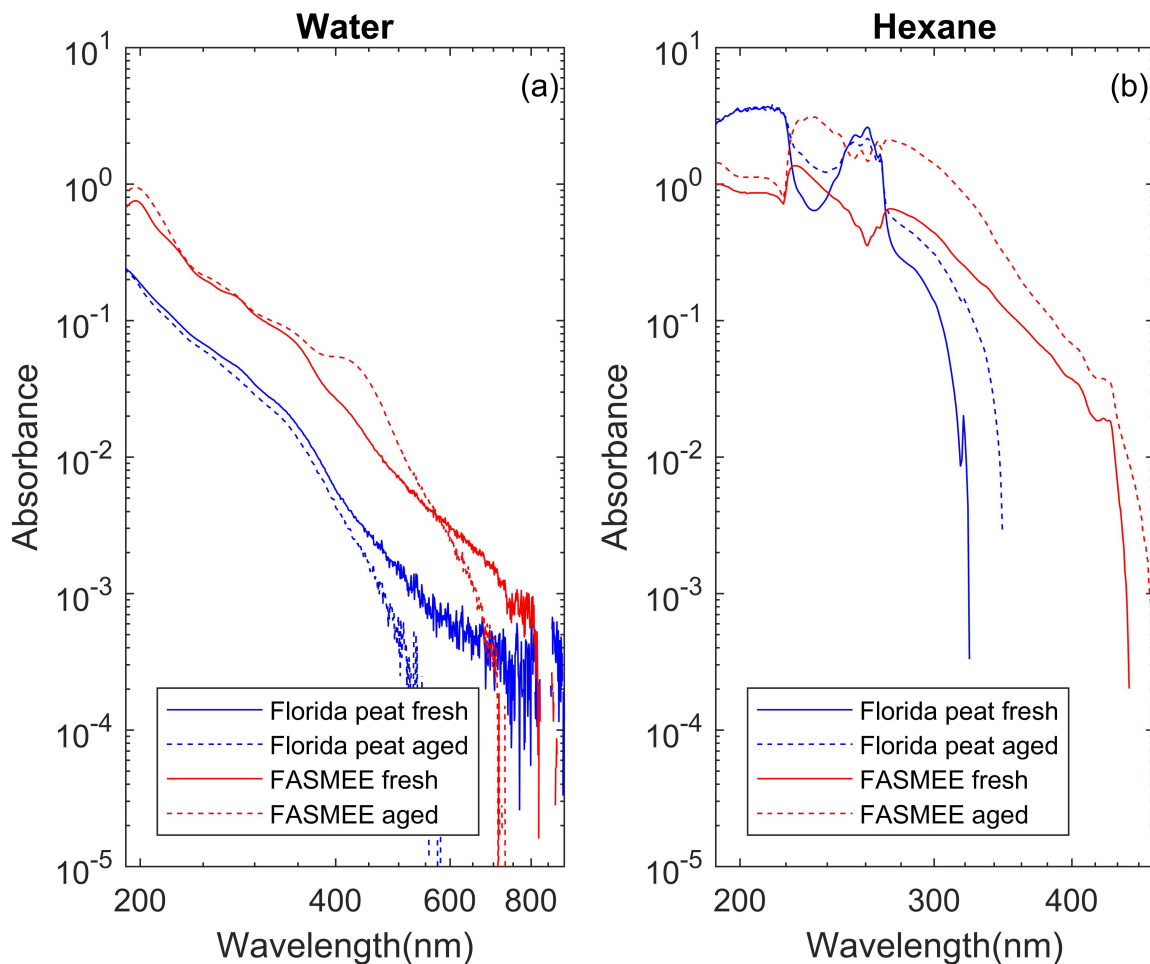 Water
(a)
10^1
10^0
10^-1
10^-2
10^-3
10^-4
10^-5
Absorbance
200
400
600
800
Wavelength(nm)
Florida peat fresh
Florida peat aged
FASMEE fresh
FASMEE aged
Hexane
(b)
10^1
10^0
10^-1
10^-2
10^-3
10^-4
10^-5
Absorbance
200
300
400
Wavelength(nm)
Florida peat fresh
Florida peat aged
FASMEE fresh
FASMEE aged